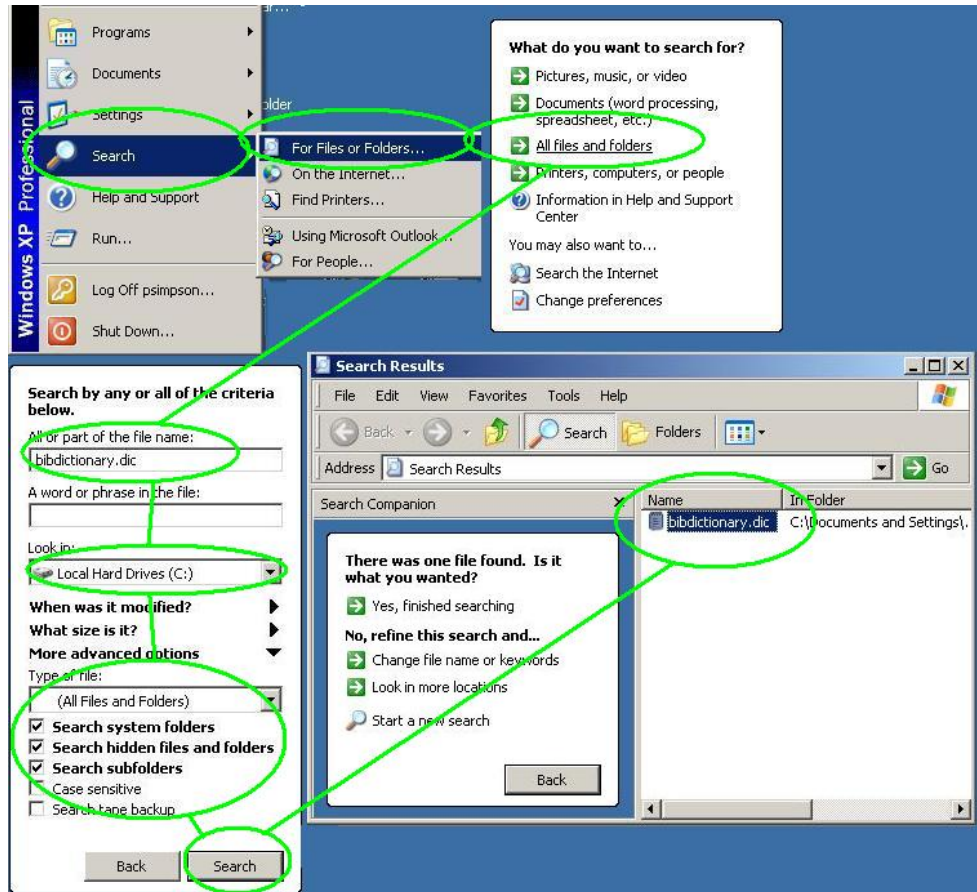 Programs
Documents
Settings
Search
Help and Support
Run...
Log Off psimpson...
Shut Down...
Windows XP Professional
older
For Files or Folders...
On the Internet...
Find Printers...
Using Microsoft Outlook...
For People...
What do you want to search for?
Pictures, music, or video
Documents (word processing,
spreadsheet, etc.)
All files and folders
Printers, computers, or people
Information in Help and Support
Center
You may also want to...
Search the Internet
Change preferences
Search by any or all of the criteria
below.
All or part of the file name:
bibdictionary.dic
A word or phrase in the file:
Look in:
Local Hard Drives (C:)
When was it modified?
What size is it?
More advanced options
Type of file:
(All Files and Folders)
Search system folders
Search hidden files and folders
Search subfolders
Case sensitive
Search tape backup
Back
Search
Search Results
File Edit View Favorites Tools Help
Back Search Folders
Address Search Results Go
Search Companion
There was one file found. Is it
what you wanted?
Yes, finished searching
No, refine this search and...
Change file name or keywords
Look in more locations
Start a new search
Back
Name In Folder
bibdictionary.dic C:\Documents and Settings\.